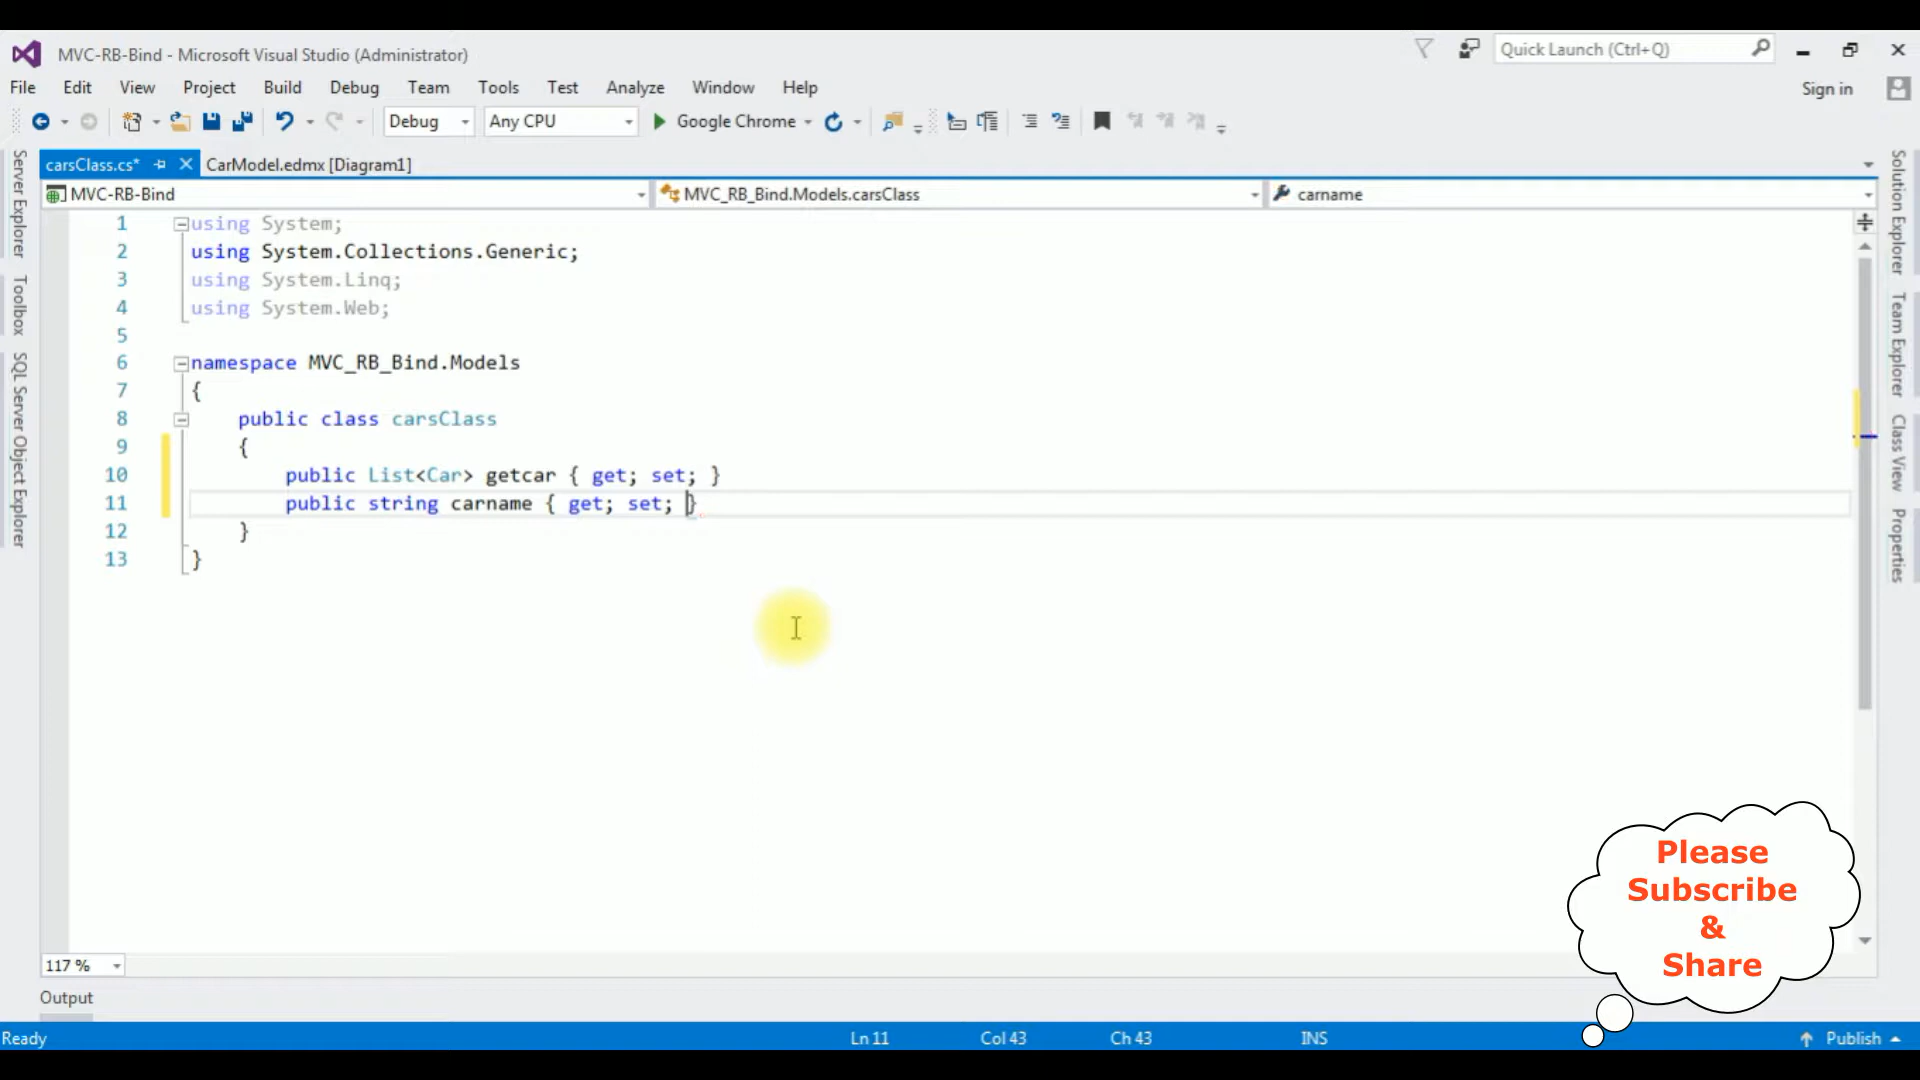 MVC-RB-Bind - Microsoft Visual Studio (Administrator)
Quick Launch (Ctrl+Q)
File Edit View Project Build Debug Team Tools Test Analyze Window Help
Sign in
Debug Any CPU Google Chrome
carsClass.cs* CarModel.edmx [Diagram1]
MVC-RB-Bind MVC_RB_Bind.Models.carsClass carname
Server Explorer
Toolbox
SQL Server Object Explorer
1 using System;
2 using System.Collections.Generic;
3 using System.Linq;
4 using System.Web;
5
6 namespace MVC_RB_Bind.Models
7 {
8 public class carsClass
9 {
10 public List<Car> getcar { get; set; }
11 public string carname { get; set; }
12 }
13 }
Solution Explorer
Team Explorer
Class View
Properties
Please
Subscribe
&
Share
117 %
Output
Ready Ln 11 Col 43 Ch 43 INS Publish